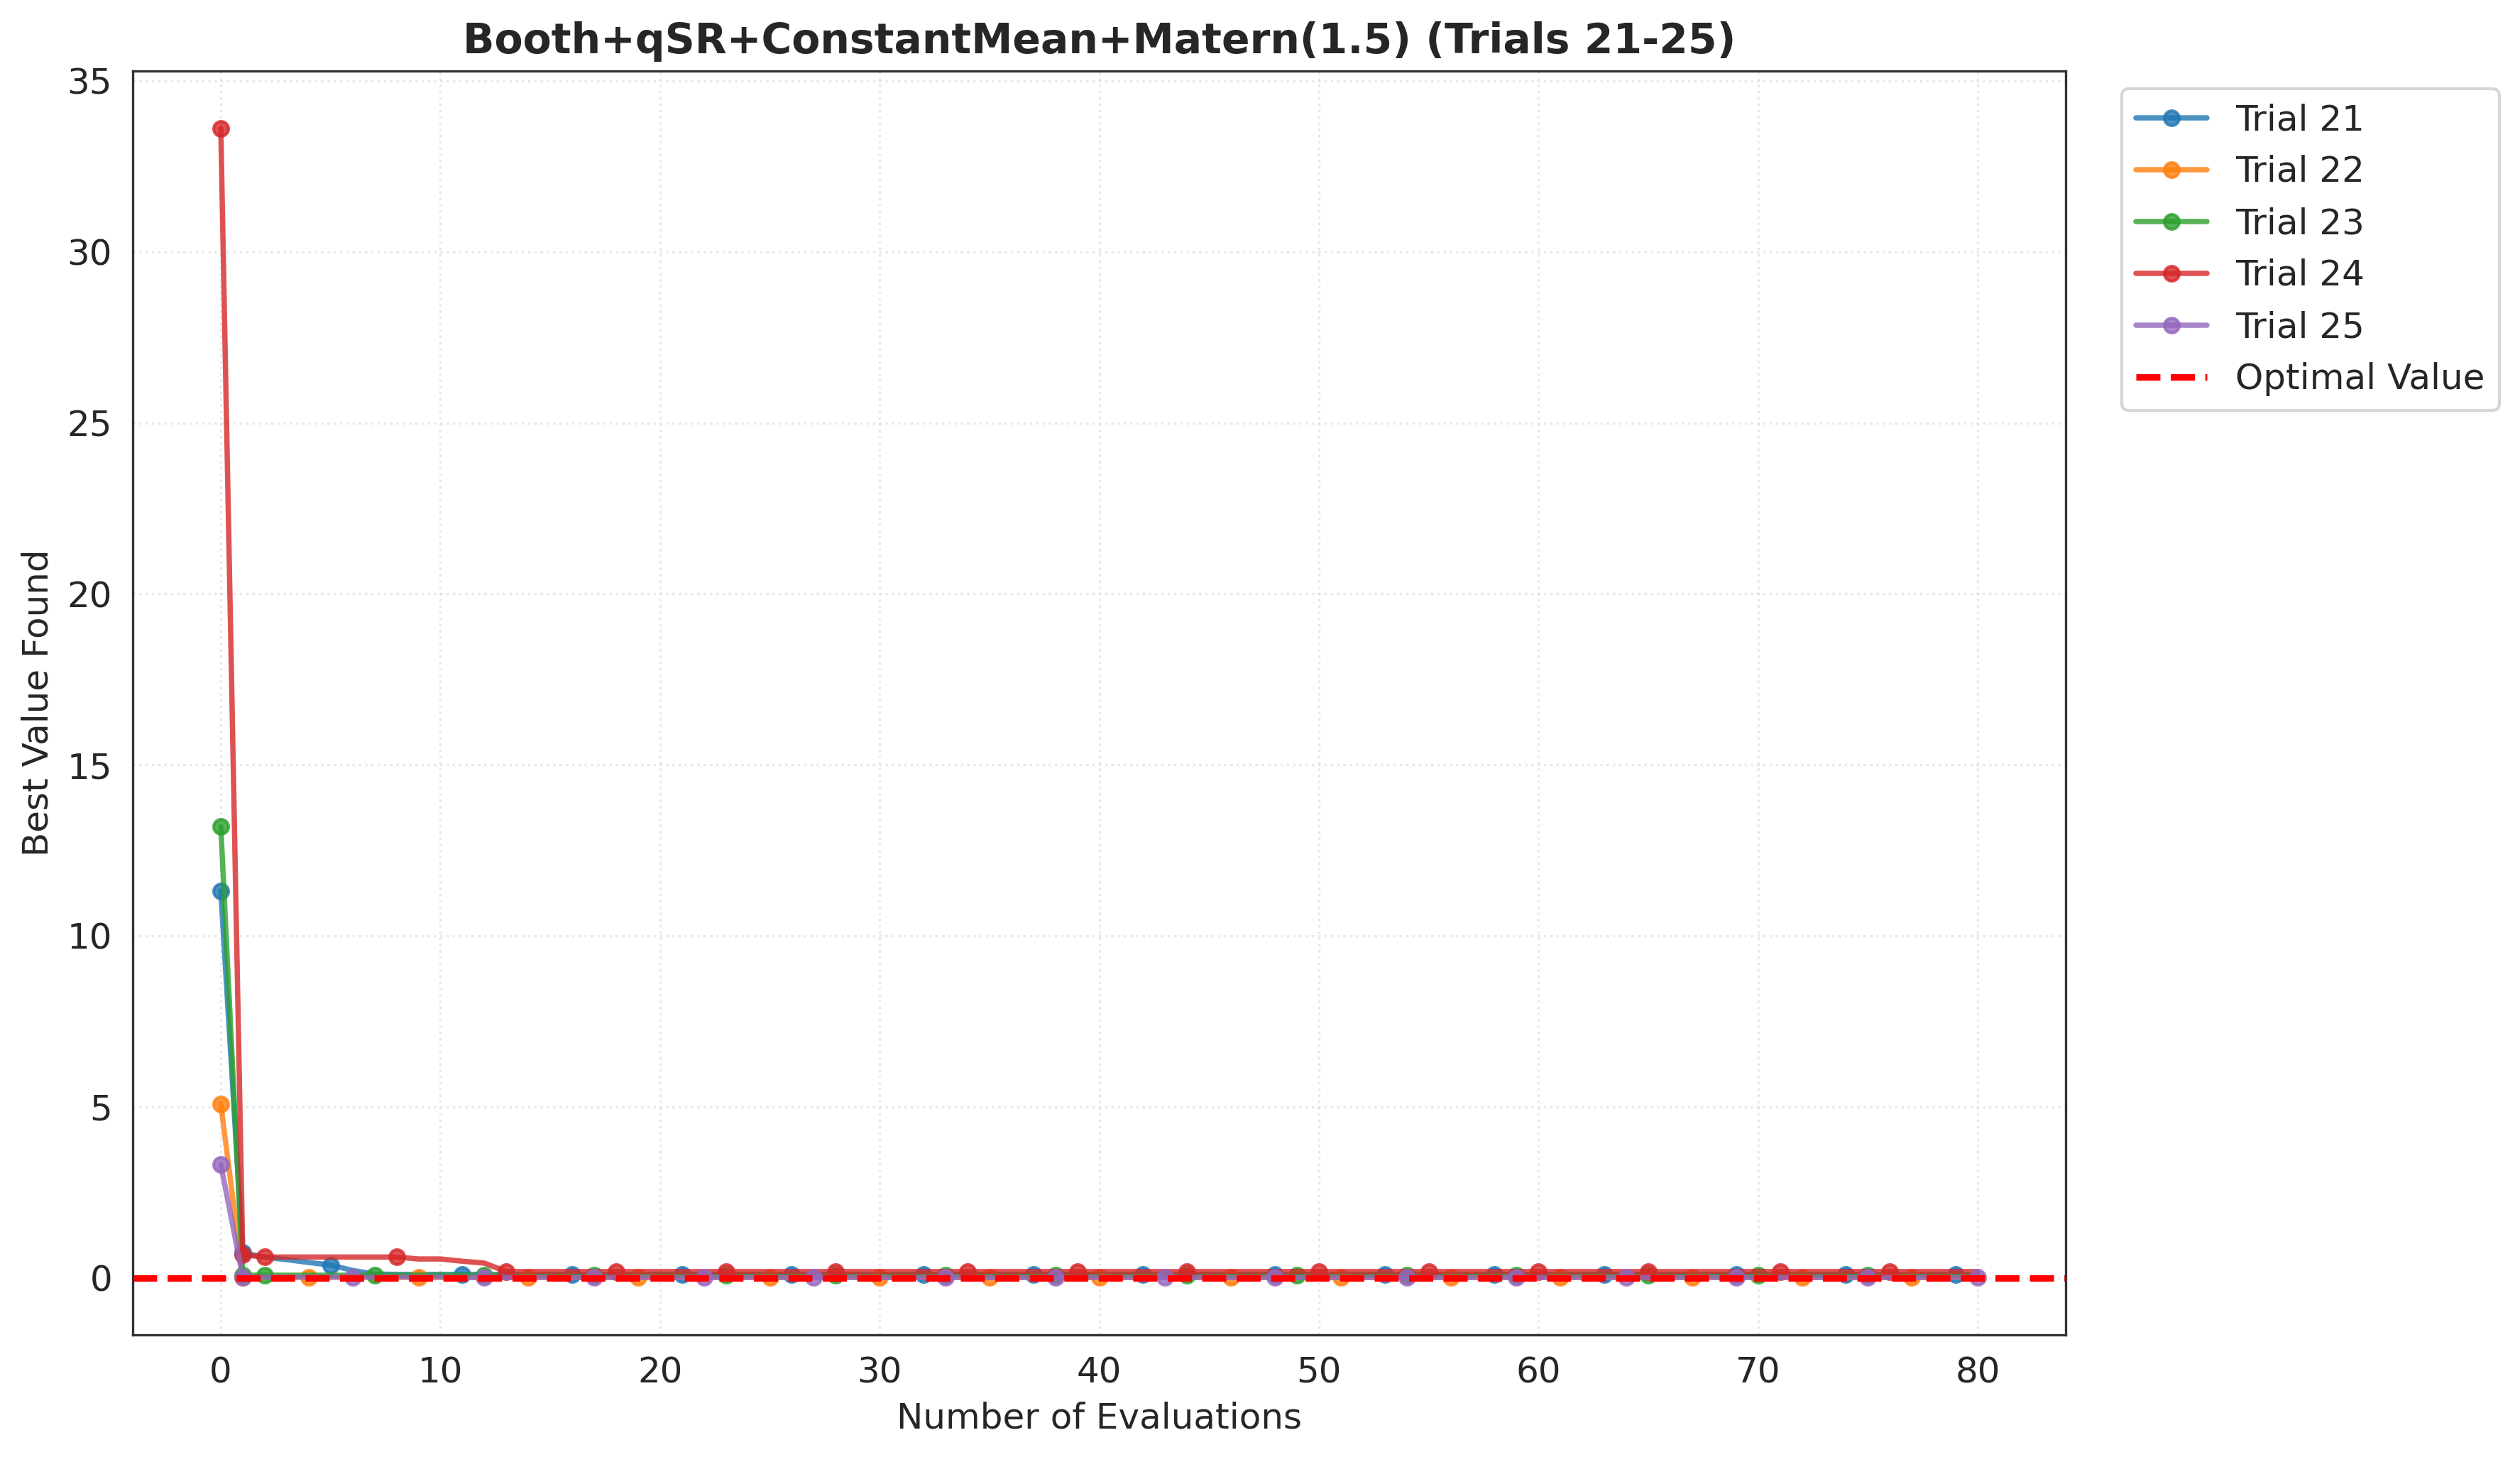 Booth+qSR+ConstantMean+Matern(1.5) (Trials 21-25)
35
30
25
20
15
10
5
0
Best Value Found
0 10 20 30 40 50 60 70 80
Number of Evaluations
Trial 21
Trial 22
Trial 23
Trial 24
Trial 25
Optimal Value